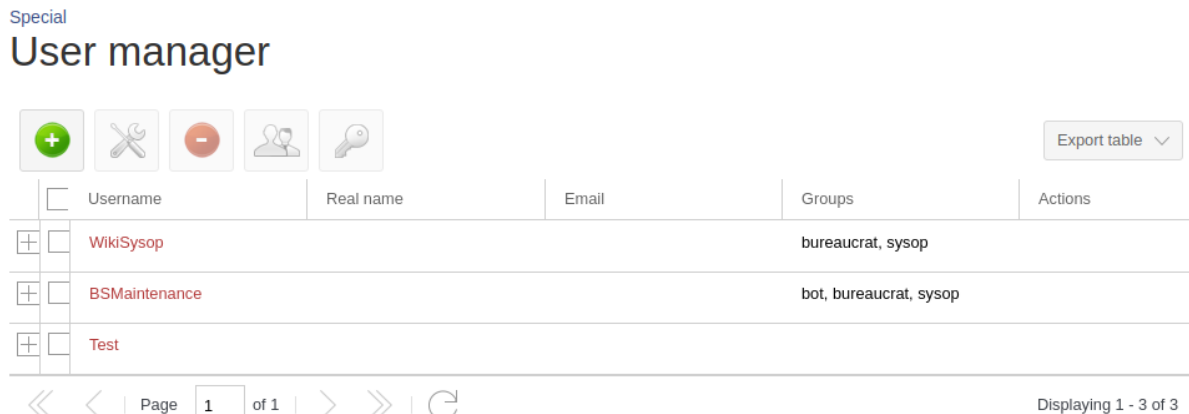 Special
User manager
Export table
Username Real name Email Groups Actions
WikiSysop bureaucrat, sysop
BSMaintenance bot, bureaucrat, sysop
Test
Page 1 of 1 Displaying 1 - 3 of 3